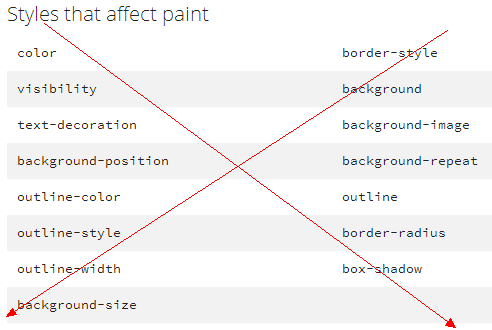 Styles that affect paint
color border-style
visibility background
text-decoration background-image
background-position background-repeat
outline-color outline
outline-style border-radius
outline-width box-shadow
background-size